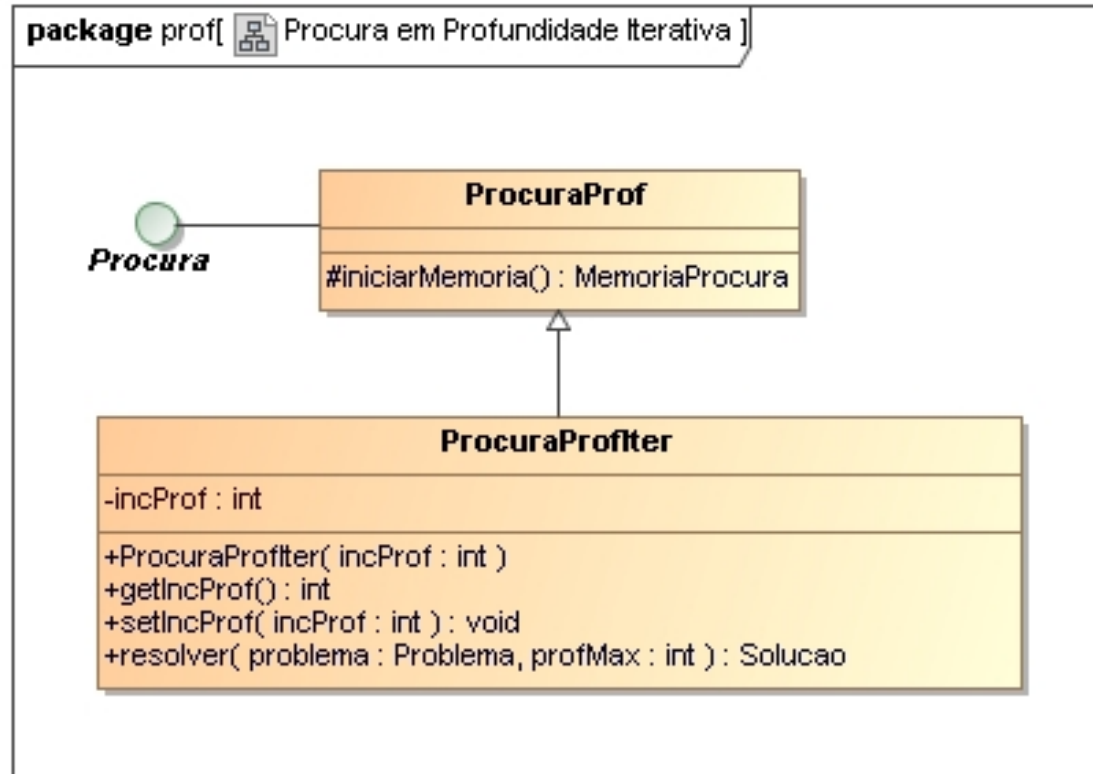 package prof[ Procura em Profundidade Iterativa ]
ProcuraProf
Procura
#iniciarMemoria() : MemoriaProcura
ProcuraProfIter
-incProf : int
+ProcuraProfIter( incProf : int )
+getIncProf() : int
+setIncProf( incProf : int ) : void
+resolver( problema : Problema, profMax : int ) : Solucao